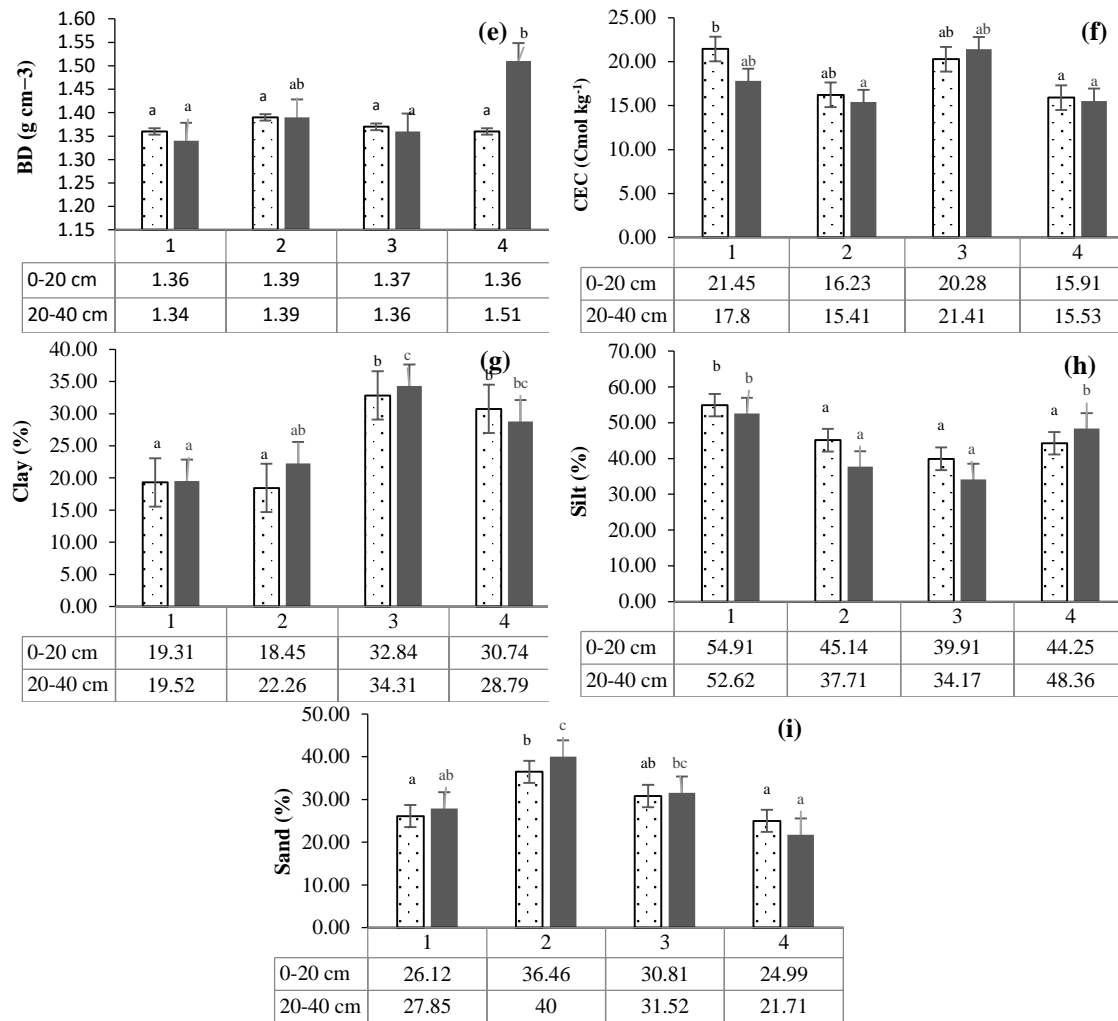 (e)
BD (g cm−3)
1.60
1.55
1.50
1.45
1.40
1.35
1.30
1.25
1.20
1.15
a a a ab a a a b
1 2 3 4
0-20 cm 1.36 1.39 1.37 1.36
20-40 cm 1.34 1.39 1.36 1.51
(f)
CEC (Cmol kg-1)
25.00
20.00
15.00
10.00
5.00
0.00
b ab ab a ab ab a a
1 2 3 4
0-20 cm 21.45 16.23 20.28 15.91
20-40 cm 17.8 15.41 21.41 15.53
(g)
Clay (%)
40.00
35.00
30.00
25.00
20.00
15.00
10.00
5.00
0.00
a a a ab b c b bc
1 2 3 4
0-20 cm 19.31 18.45 32.84 30.74
20-40 cm 19.52 22.26 34.31 28.79
(h)
Silt (%)
70.00
60.00
50.00
40.00
30.00
20.00
10.00
0.00
b b a a a a a b
1 2 3 4
0-20 cm 54.91 45.14 39.91 44.25
20-40 cm 52.62 37.71 34.17 48.36
(i)
Sand (%)
50.00
40.00
30.00
20.00
10.00
0.00
a ab b c ab bc a a
1 2 3 4
0-20 cm 26.12 36.46 30.81 24.99
20-40 cm 27.85 40 31.52 21.71